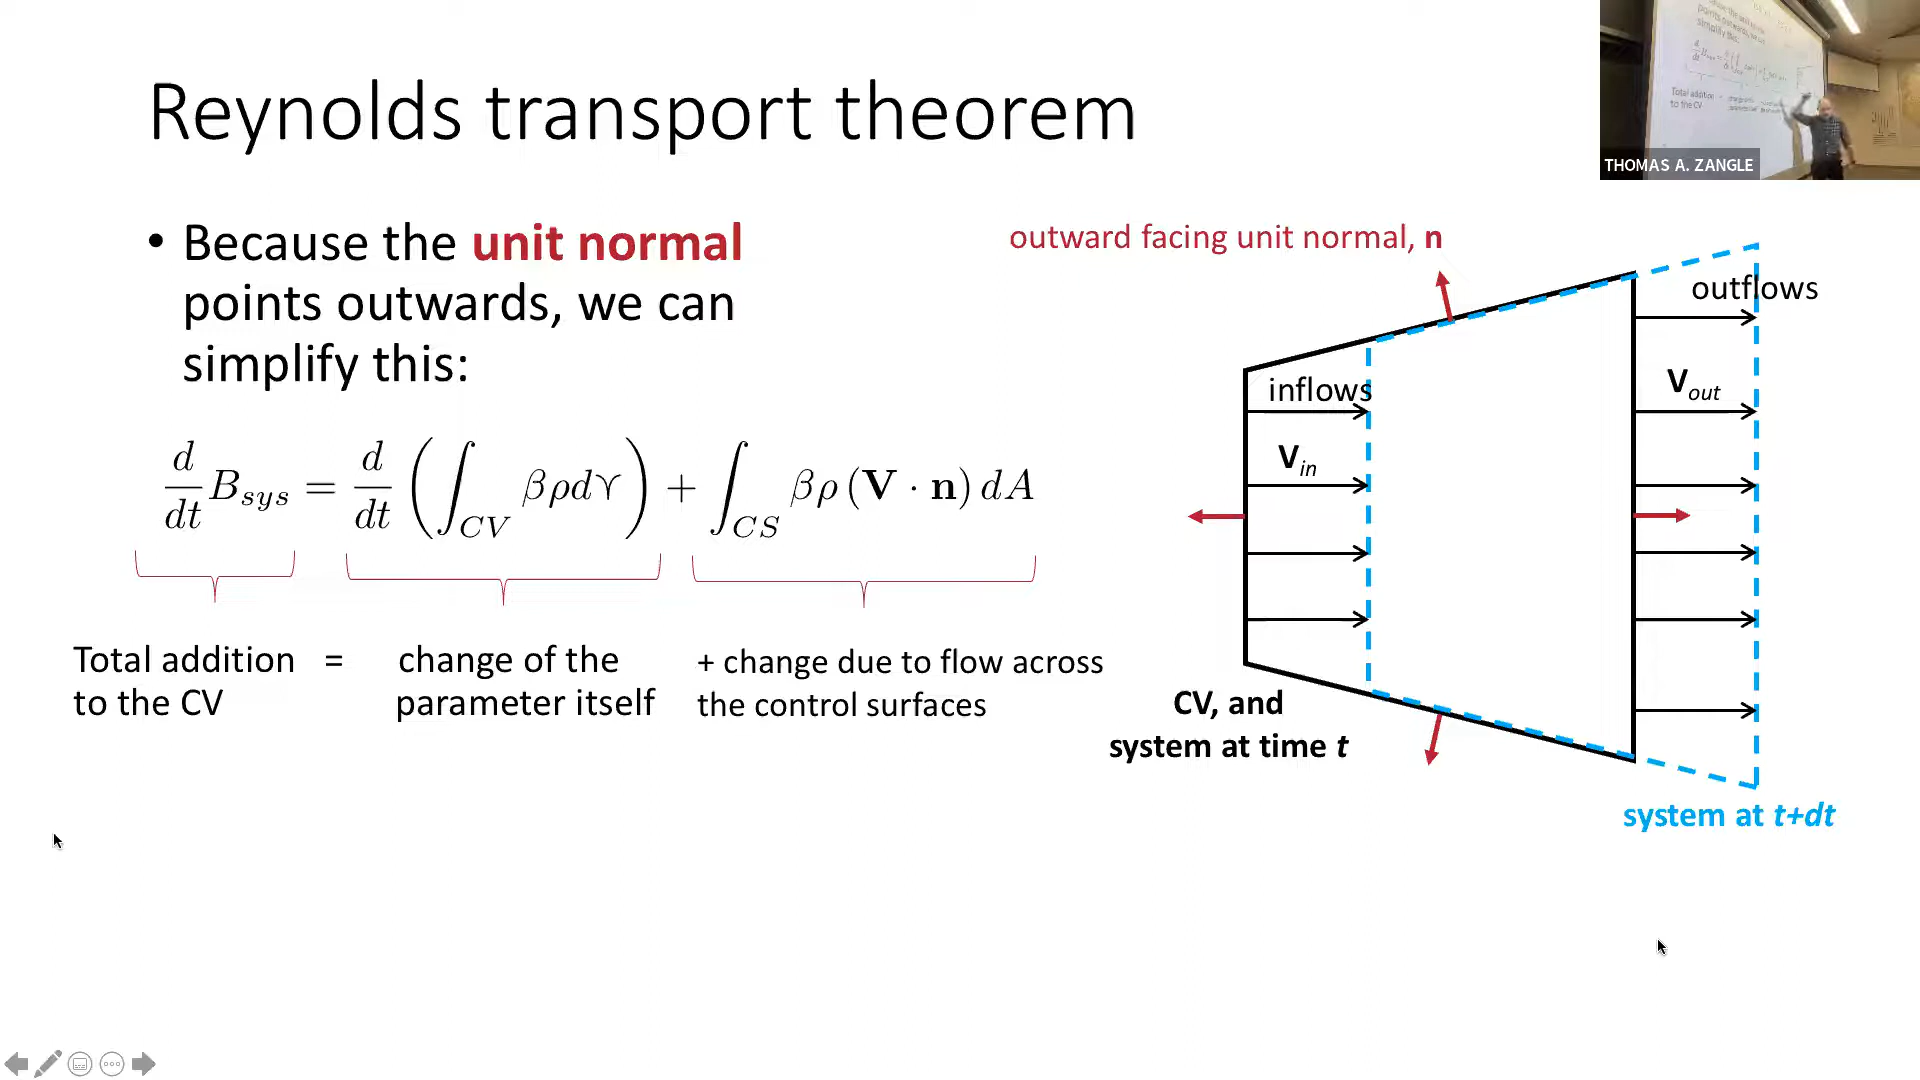 Reynolds transport theorem
THOMAS A. ZANGLE
• Because the unit normal
points outwards, we can
simplify this:
d/dt B_sys = d/dt (∫_CV βρdϒ) + ∫_CS βρ (V · n) dA
Total addition = change of the + change due to flow across
to the CV parameter itself the control surfaces
outward facing unit normal, n
outflows
inflows
V_out
V_in
CV, and
system at time t
system at t+dt